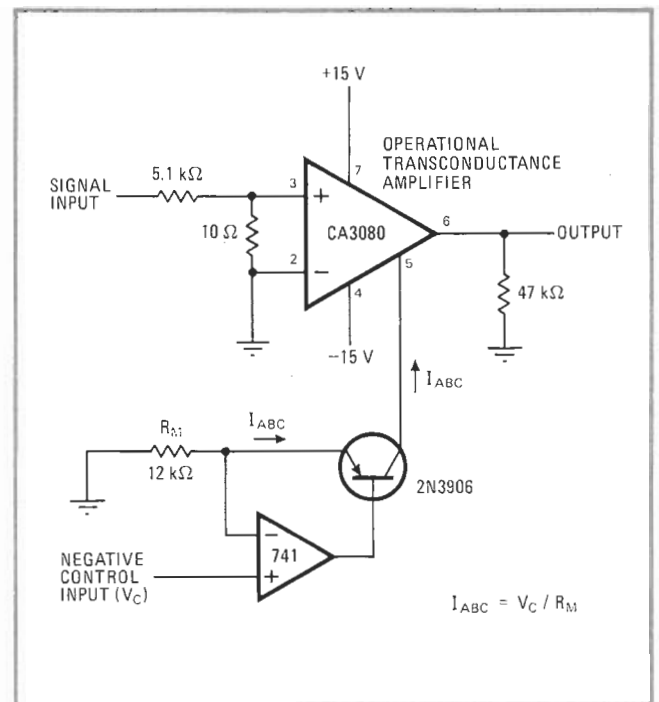 +15 V
OPERATIONAL
TRANSCONDUCTANCE
AMPLIFIER
7
5.1 kΩ
SIGNAL
INPUT
3
+
10 Ω
CA3080
6
OUTPUT
2
−
5
47 kΩ
4
−15 V
I_ABC
R_M
I_ABC
12 kΩ
2N3906
−
741
+
NEGATIVE
CONTROL
INPUT (V_C)
I_ABC = V_C / R_M